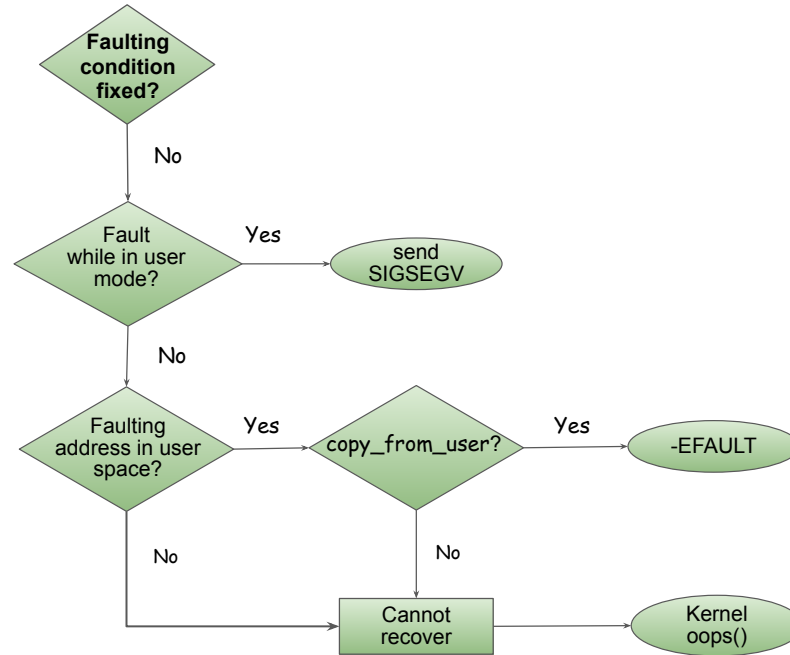 Faulting
condition
fixed?
No
Fault
while in user
mode?
Yes
send
SIGSEGV
No
Faulting
address in user
space?
Yes
copy_from_user?
Yes
-EFAULT
No
No
Cannot
recover
Kernel
oops()